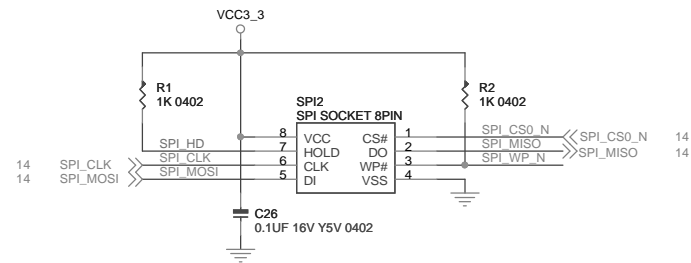 VCC3_3
R1
1K 0402
R2
1K 0402
SPI2
SPI SOCKET 8PIN
SPI_HD
SPI_CLK
SPI_MOSI
14 SPI_CLK
14 SPI_MOSI
8 VCC CS# 1
7 HOLD DO 2
6 CLK WP# 3
5 DI VSS 4
SPI_CS0_N
SPI_MISO
SPI_WP_N
SPI_CS0_N 14
SPI_MISO 14
C26
0.1UF 16V Y5V 0402